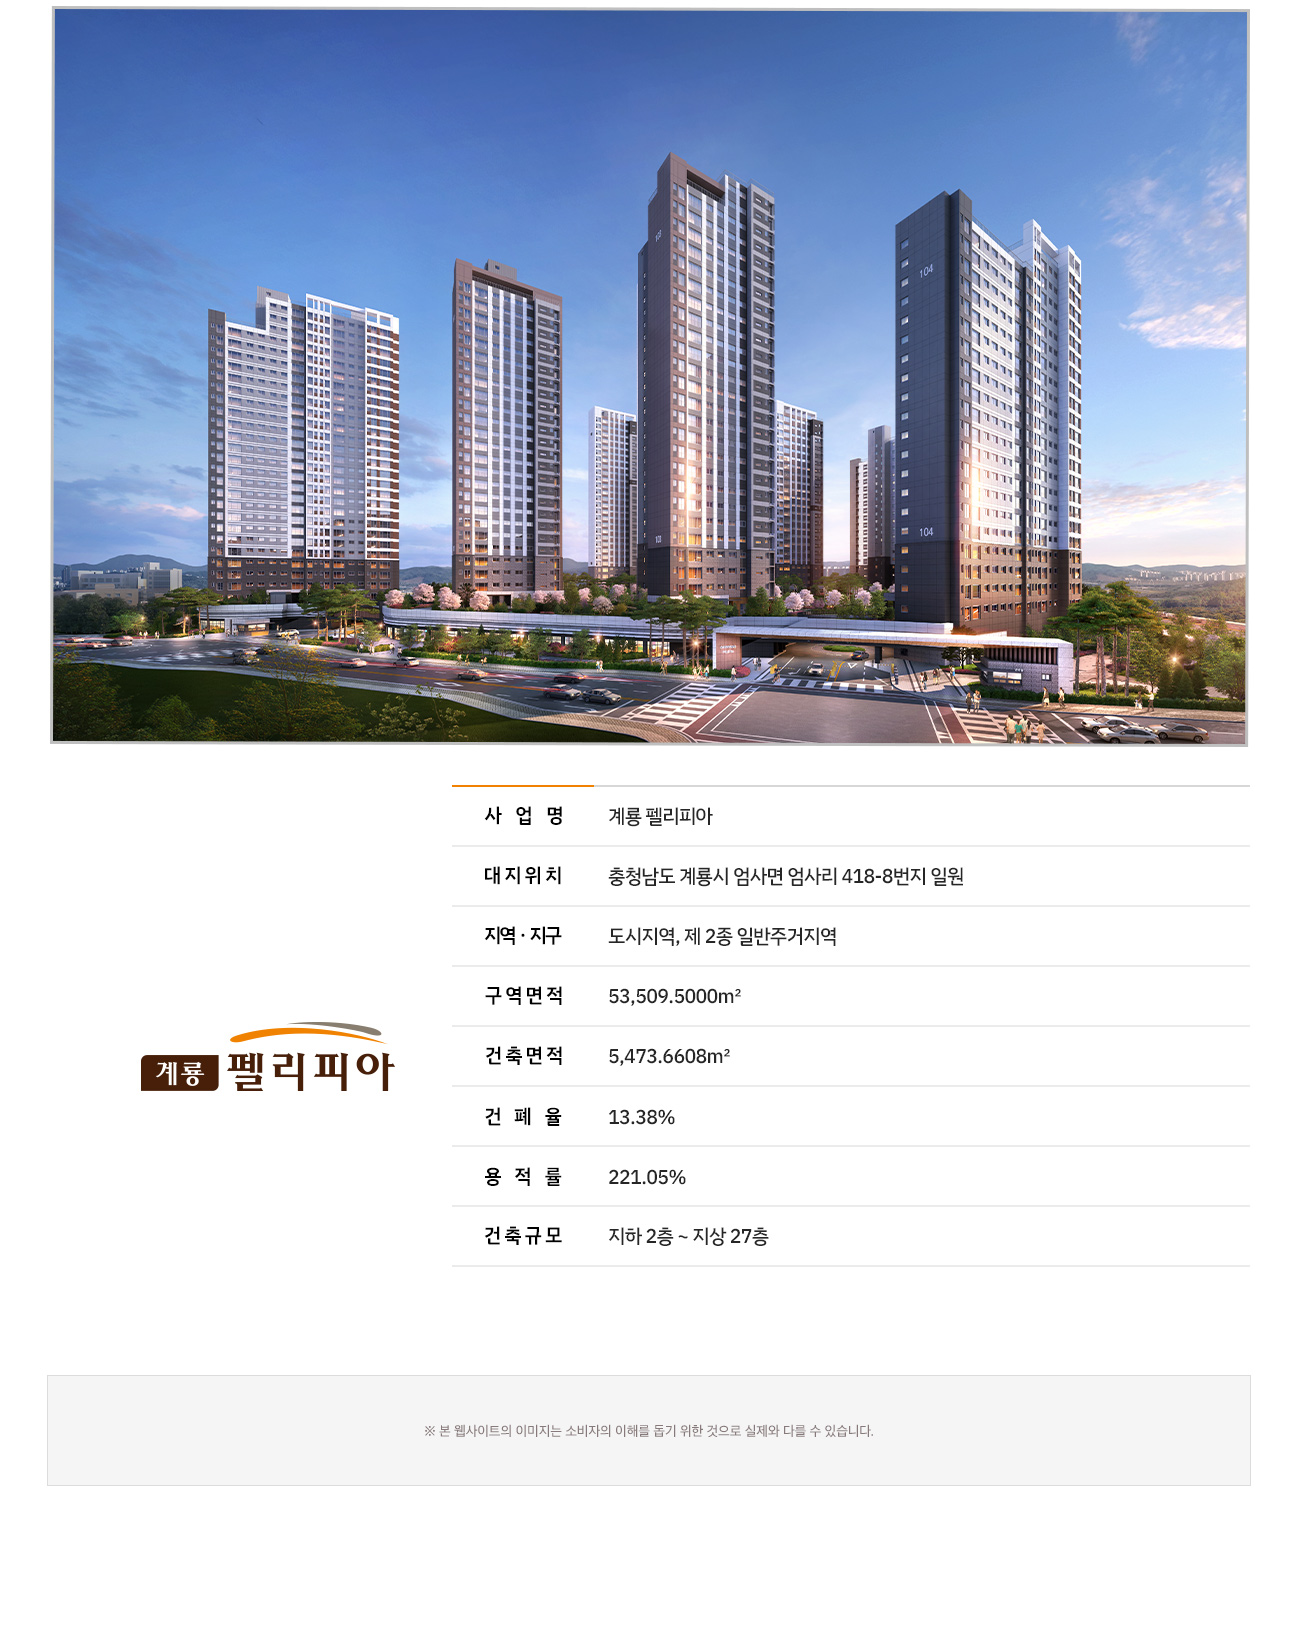 104
104
사 업 명 계룡 펠리피아
대지위치 충청남도 계룡시 엄사면 엄사리 418-8번지 일원
지역 · 지구 도시지역, 제 2종 일반주거지역
구역면적 53,509.5000m²
계룡 펠리피아
건축면적 5,473.6608m²
건 폐 율 13.38%
용 적 률 221.05%
건축규모 지하 2층 ~ 지상 27층
※ 본 웹사이트의 이미지는 소비자의 이해를 돕기 위한 것으로 실제와 다를 수 있습니다.